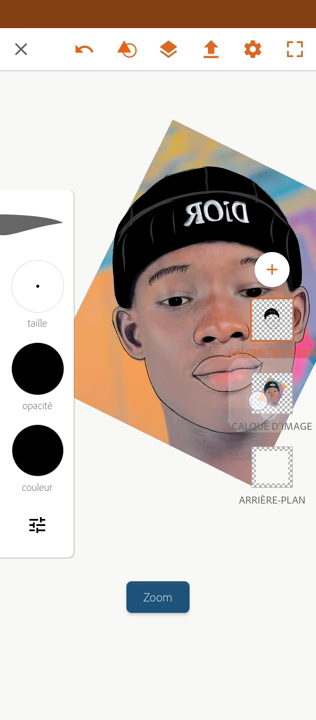 DIOR
taille
opacité
couleur
CALQUE D'IMAGE
ARRIÈRE-PLAN
Zoom